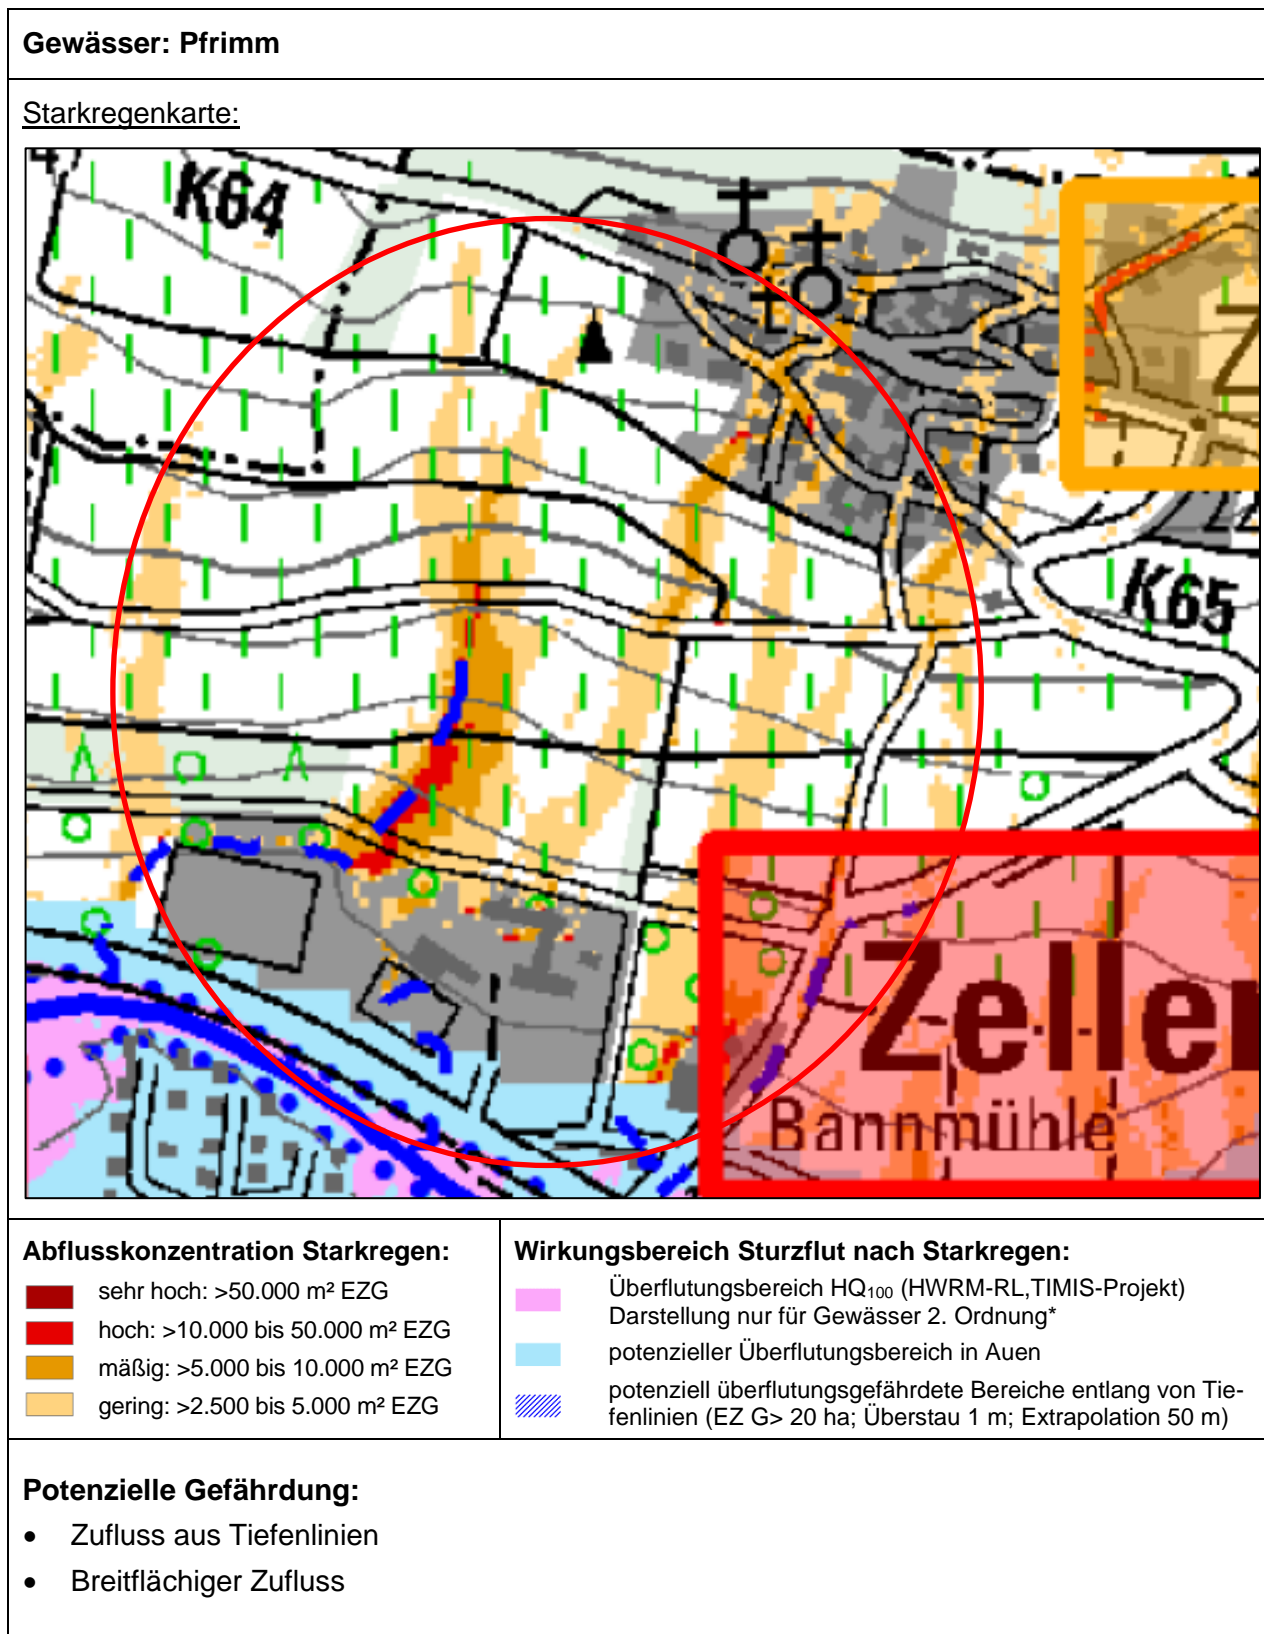 Gewässer: Pfrimm
Starkregenkarte:
K64
K65
Zeller
Bannmühle
Abflusskonzentration Starkregen:
sehr hoch: >50.000 m² EZG
hoch: >10.000 bis 50.000 m² EZG
mäßig: >5.000 bis 10.000 m² EZG
gering: >2.500 bis 5.000 m² EZG
Wirkungsbereich Sturzflut nach Starkregen:
Überflutungsbereich HQ₁₀₀ (HWRM-RL,TIMIS-Projekt)
Darstellung nur für Gewässer 2. Ordnung*
potenzieller Überflutungsbereich in Auen
potenziell überflutungsgefährdete Bereiche entlang von Tie-
fenlinien (EZ G> 20 ha; Überstau 1 m; Extrapolation 50 m)
Potenzielle Gefährdung:
• Zufluss aus Tiefenlinien
• Breitflächiger Zufluss